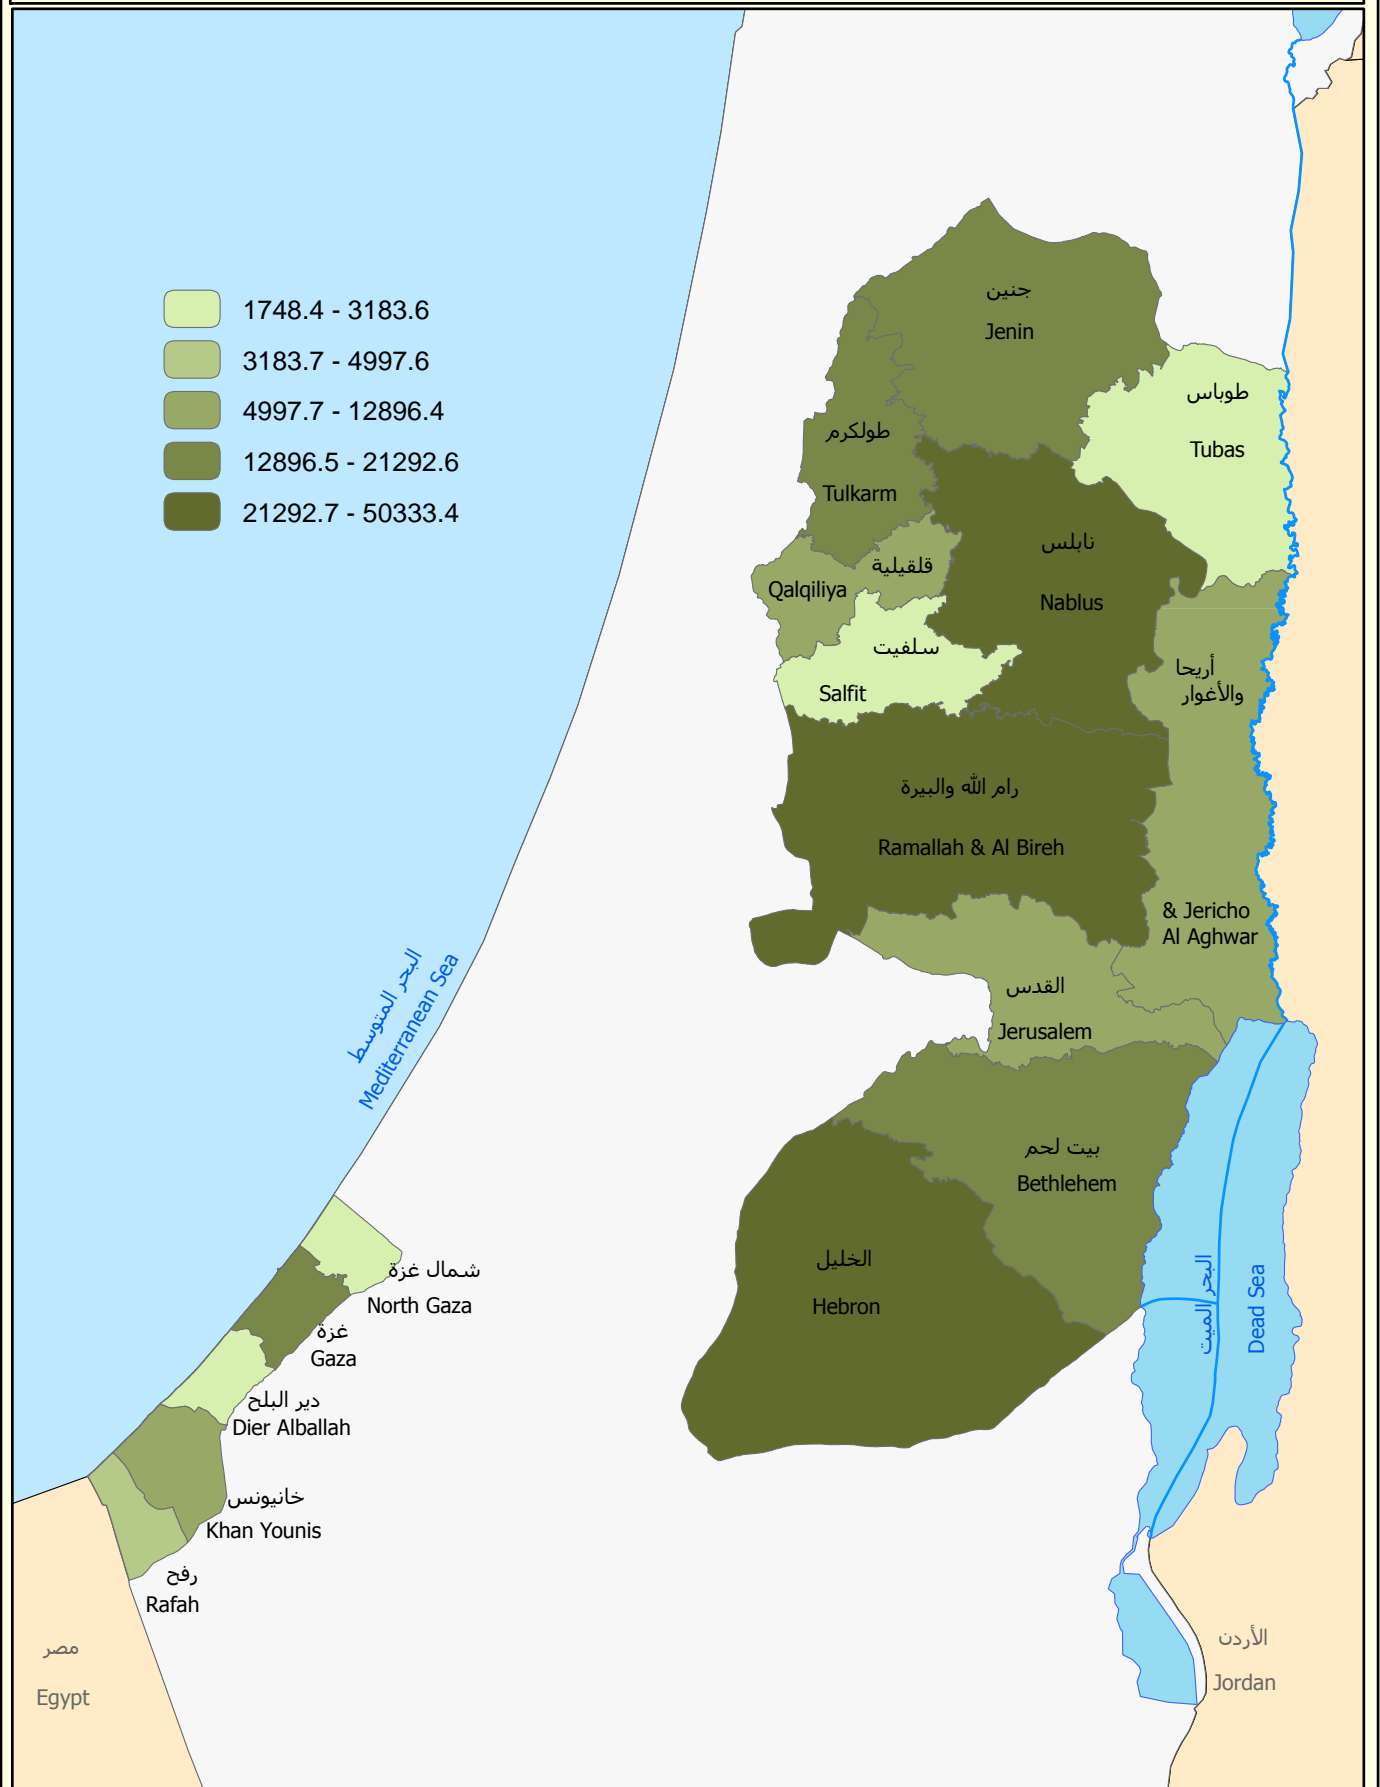 1748.4 - 3183.6
3183.7 - 4997.6
4997.7 - 12896.4
12896.5 - 21292.6
21292.7 - 50333.4
جنين
Jenin
طوباس
Tubas
طولكرم
Tulkarm
نابلس
Nablus
قلقيلية
Qalqiliya
سلفيت
Salfit
أريحا
والأغوار
رام الله والبيرة
Ramallah & Al Bireh
& Jericho
Al Aghwar
البحر المتوسط
Mediterranean Sea
القدس
Jerusalem
بيت لحم
Bethlehem
الخليل
Hebron
البحر الميت
Dead Sea
شمال غزة
North Gaza
غزة
Gaza
دير البلح
Dier Alballah
خانيونس
Khan Younis
رفح
Rafah
مصر
Egypt
الأردن
Jordan